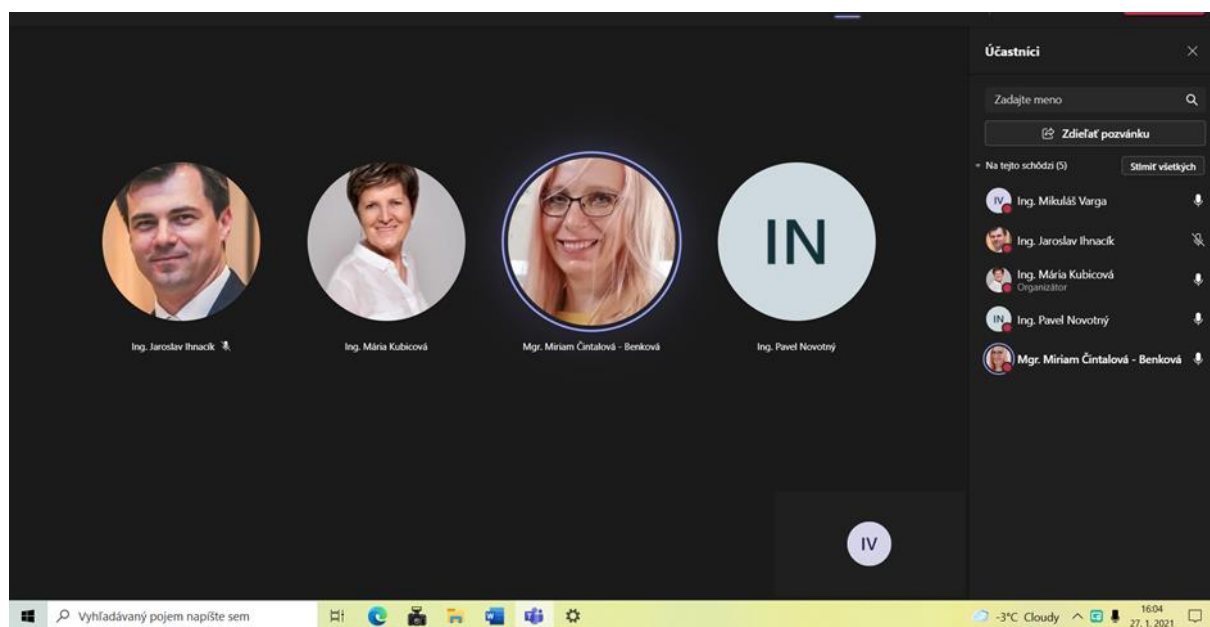 Účastníci
Zadajte meno
Zdieľať pozvánku
Na tejto schôdzi (5)
Stlmiť všetkých
IV
Ing. Mikuláš Varga
Ing. Jaroslav Ihnacík
Ing. Mária Kubicová
Organizátor
IN
Ing. Pavel Novotný
Mgr. Miriam Čintalová - Benková
IN
Ing. Jaroslav Ihnacík
Ing. Mária Kubicová
Mgr. Miriam Čintalová - Benková
Ing. Pavel Novotný
IV
Vyhľadávaný pojem napíšte sem
-3°C Cloudy
16:04
27. 1. 2021